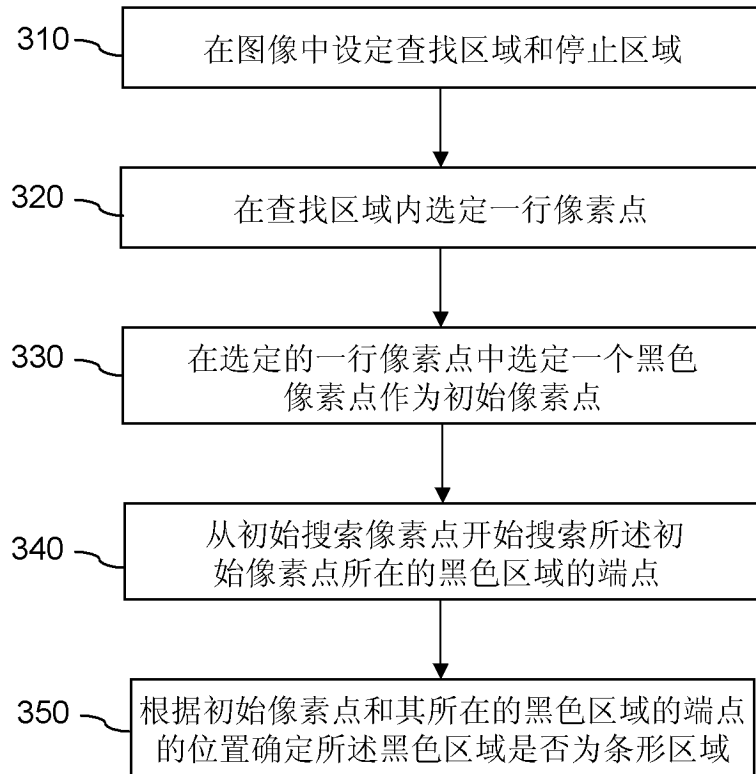 310
在图像中设定查找区域和停止区域
320
在查找区域内选定一行像素点
330
在选定的一行像素点中选定一个黑色
像素点作为初始像素点
340
从初始搜索像素点开始搜索所述初
始像素点所在的黑色区域的端点
350
根据初始像素点和其所在的黑色区域的端点
的位置确定所述黑色区域是否为条形区域